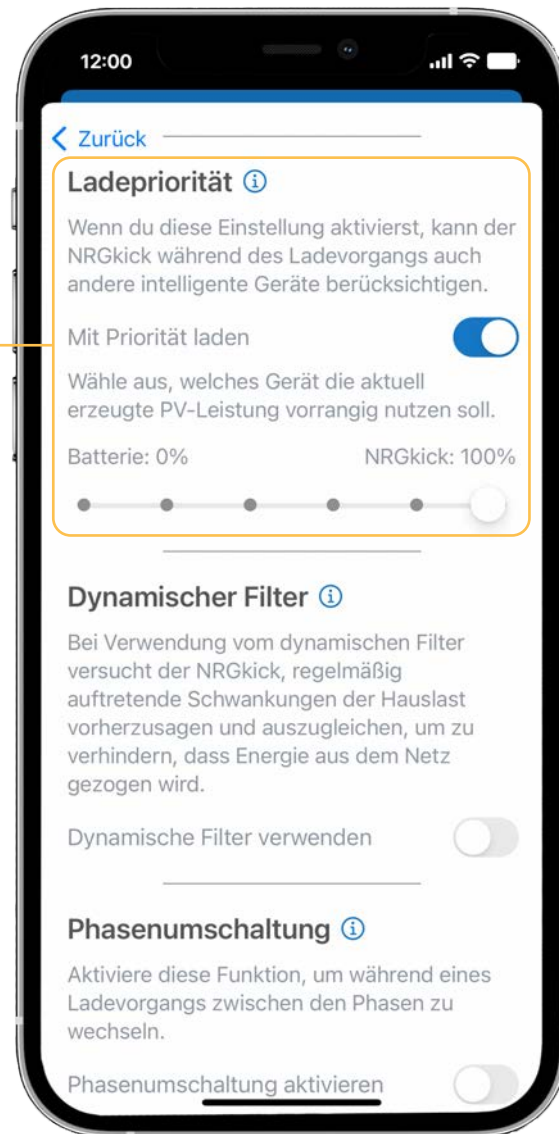 12:00
Zurück
Ladepriorität
Wenn du diese Einstellung aktivierst, kann der
NRGkick während des Ladevorgangs auch
andere intelligente Geräte berücksichtigen.
Mit Priorität laden
Wähle aus, welches Gerät die aktuell
erzeugte PV-Leistung vorrangig nutzen soll.
Batterie: 0% NRGkick: 100%
Dynamischer Filter
Bei Verwendung vom dynamischen Filter
versucht der NRGkick, regelmäßig
auftretende Schwankungen der Hauslast
vorherzusagen und auszugleichen, um zu
verhindern, dass Energie aus dem Netz
gezogen wird.
Dynamische Filter verwenden
Phasenumschaltung
Aktiviere diese Funktion, um während eines
Ladevorgangs zwischen den Phasen zu
wechseln.
Phasenumschaltung aktivieren